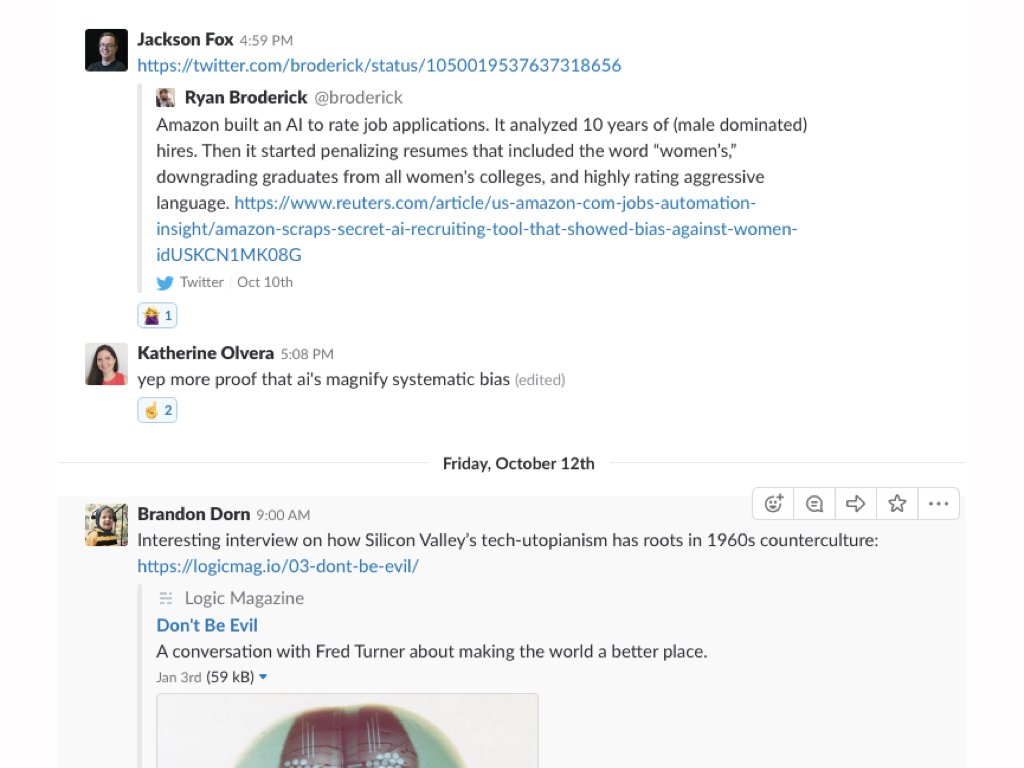 Jackson Fox 4:59 PM
https://twitter.com/broderick/status/1050019537637318656
Ryan Broderick @broderick
Amazon built an AI to rate job applications. It analyzed 10 years of (male dominated)
hires. Then it started penalizing resumes that included the word “women’s,”
downgrading graduates from all women's colleges, and highly rating aggressive
language. https://www.reuters.com/article/us-amazon-com-jobs-automation-
insight/amazon-scraps-secret-ai-recruiting-tool-that-showed-bias-against-women-
idUSKCN1MK08G
Twitter | Oct 10th
1
Katherine Olvera 5:08 PM
yep more proof that ai's magnify systematic bias (edited)
2
Friday, October 12th
Brandon Dorn 9:00 AM
Interesting interview on how Silicon Valley’s tech-utopianism has roots in 1960s counterculture:
https://logicmag.io/03-dont-be-evil/
Logic Magazine
Don't Be Evil
A conversation with Fred Turner about making the world a better place.
Jan 3rd (59 kB)